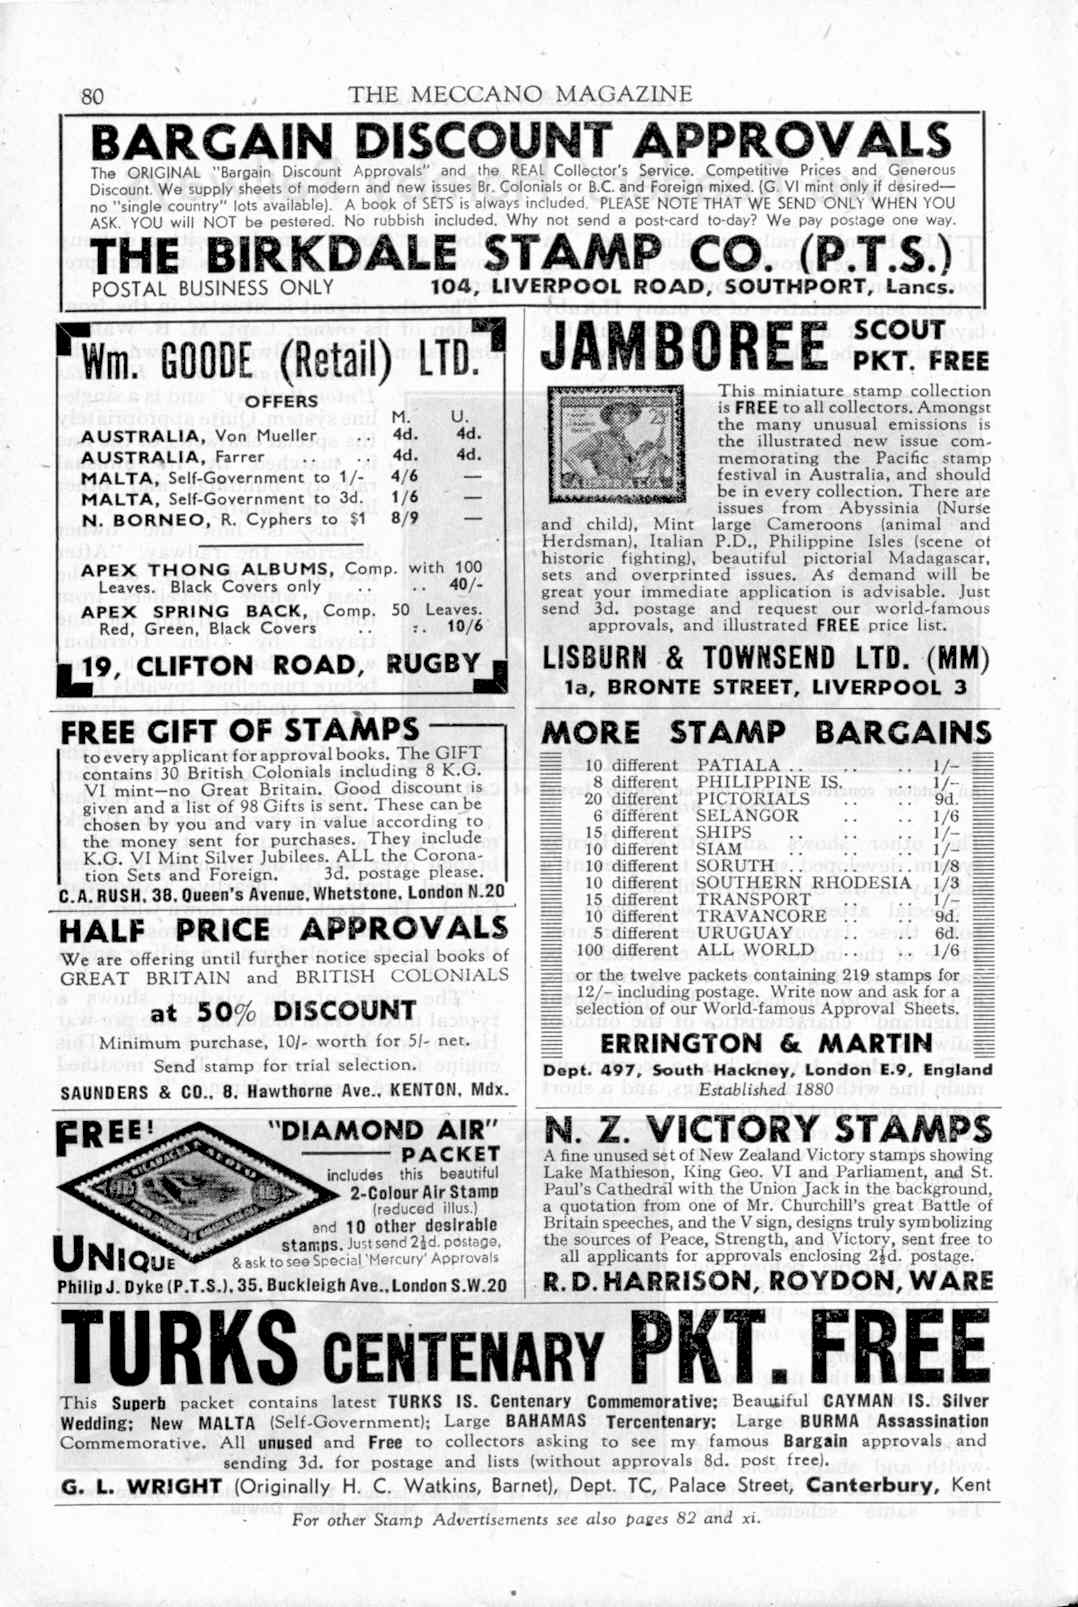 80
THE MECCANO MAGAZINE
BARGAIN DISCOUNT APPROVALS
The ORIGINAL "Bargain Discount Approvals" and the REAL Collector's Service. Competitive Prices and Generous
Discount. We supply sheets of modern and new issues Br. Colonials or B.C. and Foreign mixed. (G. VI mint only if desired—
no "single country" lots available). A book of SETS is always included. PLEASE NOTE THAT WE SEND ONLY WHEN YOU
ASK. YOU will NOT be pestered. No rubbish included. Why not send a post-card to-day? We pay postage one way.
THE BIRKDALE STAMP CO. (P.T.S.)
POSTAL BUSINESS ONLY 104, LIVERPOOL ROAD, SOUTHPORT, Lancs.
Wm. GOODE (Retail) LTD.
OFFERS
M. U.
AUSTRALIA, Von Mueller .. 4d. 4d.
AUSTRALIA, Farrer .. .. 4d. 4d.
MALTA, Self-Government to 1/- 4/6 —
MALTA, Self-Government to 3d. 1/6 —
N. BORNEO, R. Cyphers to $1 8/9 —
APEX THONG ALBUMS, Comp. with 100
Leaves. Black Covers only .. .. 40/-
APEX SPRING BACK, Comp. 50 Leaves.
Red, Green, Black Covers .. .. 10/6
19, CLIFTON ROAD, RUGBY
JAMBOREE SCOUT
PKT. FREE
This miniature stamp collection
is FREE to all collectors. Amongst
the many unusual emissions is
the illustrated new issue com-
memorating the Pacific stamp
festival in Australia, and should
be in every collection. There are
issues from Abyssinia (Nurse
and child), Mint large Cameroons (animal and
Herdsman), Italian P.D., Philippine Isles (scene of
historic fighting), beautiful pictorial Madagascar,
sets and overprinted issues. As demand will be
great your immediate application is advisable. Just
send 3d. postage and request our world-famous
approvals, and illustrated FREE price list.
LISBURN & TOWNSEND LTD. (MM)
1a, BRONTE STREET, LIVERPOOL 3
FREE GIFT OF STAMPS
to every applicant for approval books. The GIFT
contains 30 British Colonials including 8 K.G.
VI mint—no Great Britain. Good discount is
given and a list of 98 Gifts is sent. These can be
chosen by you and vary in value according to
the money sent for purchases. They include
K.G. VI Mint Silver Jubilees. ALL the Corona-
tion Sets and Foreign. 3d. postage please.
C.A. RUSH, 38, Queen's Avenue, Whetstone, London N.20
HALF PRICE APPROVALS
We are offering until further notice special books of
GREAT BRITAIN and BRITISH COLONIALS
at 50% DISCOUNT
Minimum purchase, 10/- worth for 5/- net.
Send stamp for trial selection.
SAUNDERS & CO., 8, Hawthorne Ave., KENTON, Mdx.
MORE STAMP BARGAINS
10 different PATIALA .. .. .. 1/-
8 different PHILIPPINE IS. .. 1/-
20 different PICTORIALS .. .. 9d.
6 different SELANGOR .. .. 1/6
15 different SHIPS .. .. .. 1/-
10 different SIAM .. .. 1/-
10 different SORUTH .. .. .. 1/8
10 different SOUTHERN RHODESIA 1/3
15 different TRANSPORT .. .. 1/-
10 different TRAVANCORE .. 9d.
5 different URUGUAY .. .. 6d.
100 different ALL WORLD .. .. 1/6
or the twelve packets containing 219 stamps for
12/- including postage. Write now and ask for a
selection of our World-famous Approval Sheets.
ERRINGTON & MARTIN
Dept. 497, South Hackney, London E.9, England
Established 1880
FREE!
UNIQUE
"DIAMOND AIR"
PACKET
includes this beautiful
2-Colour Air Stamp
(reduced illus.)
and 10 other desirable
stamps. Just send 2½d. postage,
& ask to see Special 'Mercury' Approvals
Philip J. Dyke (P.T.S.), 35, Buckleigh Ave., London S.W.20
N. Z. VICTORY STAMPS
A fine unused set of New Zealand Victory stamps showing
Lake Mathieson, King Geo. VI and Parliament, and St.
Paul's Cathedral with the Union Jack in the background,
a quotation from one of Mr. Churchill's great Battle of
Britain speeches, and the V sign, designs truly symbolizing
the sources of Peace, Strength, and Victory, sent free to
all applicants for approvals enclosing 2½d. postage.
R. D. HARRISON, ROYDON, WARE
TURKS CENTENARY PKT. FREE
This Superb packet contains latest TURKS IS. Centenary Commemorative; Beautiful CAYMAN IS. Silver
Wedding; New MALTA (Self-Government); Large BAHAMAS Tercentenary; Large BURMA Assassination
Commemorative. All unused and Free to collectors asking to see my famous Bargain approvals and
sending 3d. for postage and lists (without approvals 8d. post free).
G. L. WRIGHT (Originally H. C. Watkins, Barnet), Dept. TC, Palace Street, Canterbury, Kent
For other Stamp Advertisements see also pages 82 and xi.